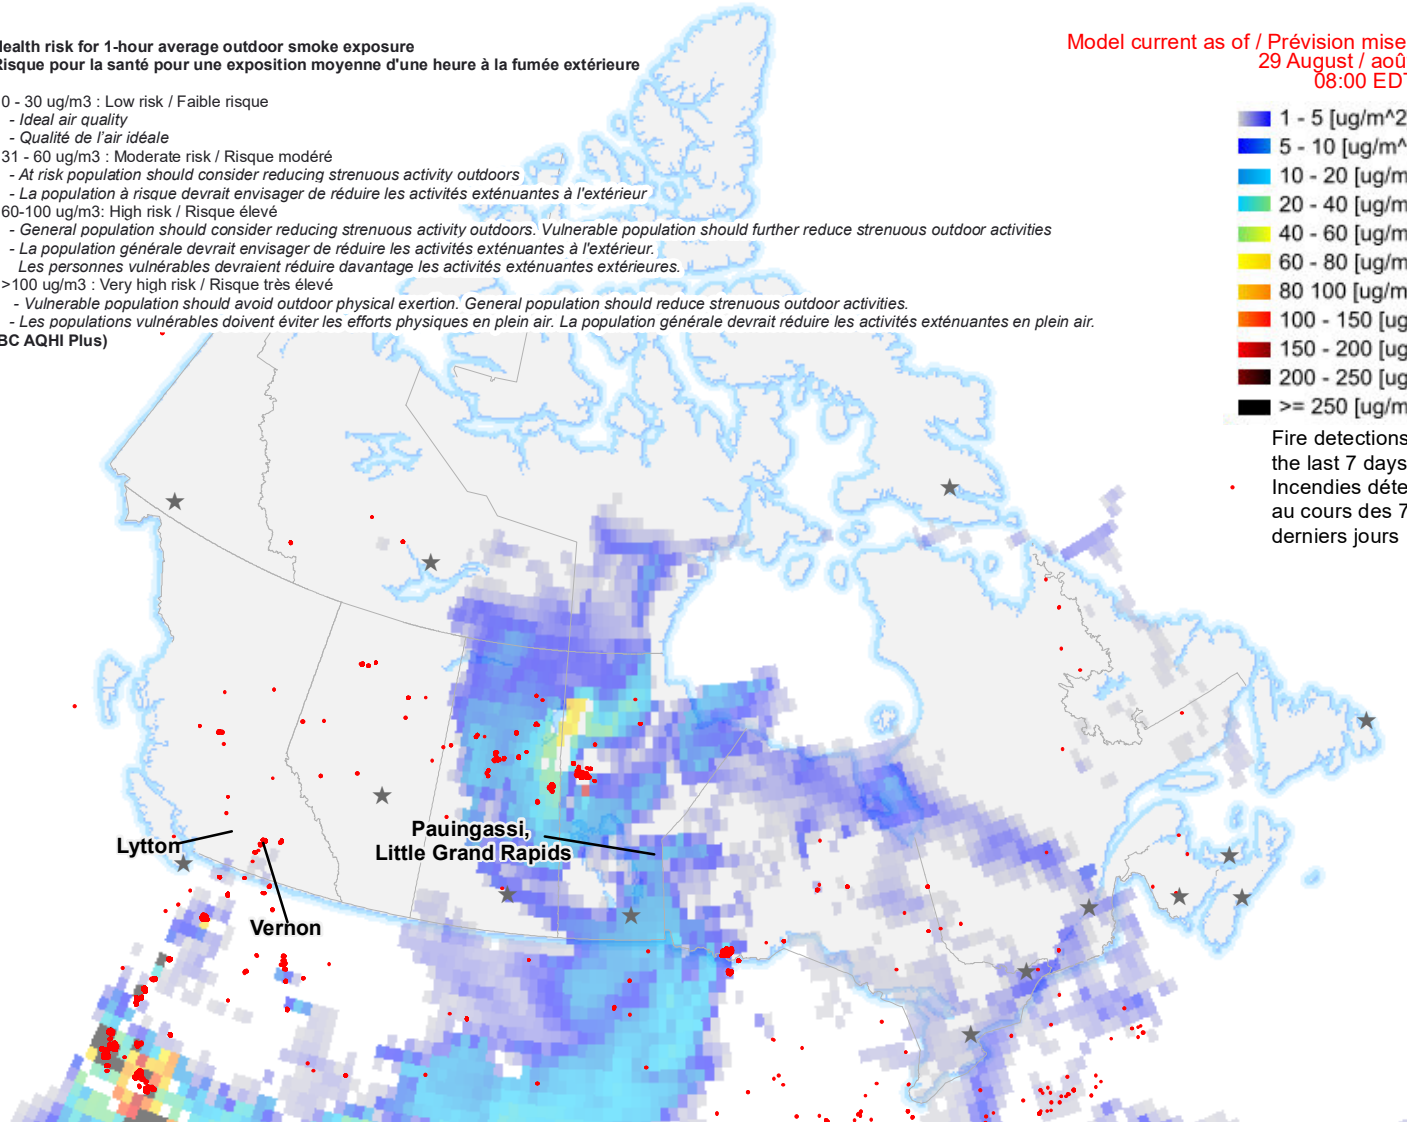 Health risk for 1-hour average outdoor smoke exposure
Risque pour la santé pour une exposition moyenne d'une heure à la fumée extérieure
0 - 30 ug/m3 : Low risk / Faible risque
- Ideal air quality
- Qualité de l'air idéale
31 - 60 ug/m3 : Moderate risk / Risque modéré
- At risk population should consider reducing strenuous activity outdoors
- La population à risque devrait envisager de réduire les activités exténuantes à l'extérieur
60-100 ug/m3: High risk / Risque élevé
- General population should consider reducing strenuous activity outdoors. Vulnerable population should further reduce strenuous outdoor activities
- La population générale devrait envisager de réduire les activités exténuantes à l'extérieur.
Les personnes vulnérables devraient réduire davantage les activités exténuantes extérieures.
>100 ug/m3 : Very high risk / Risque très élevé
- Vulnerable population should avoid outdoor physical exertion. General population should reduce strenuous outdoor activities.
- Les populations vulnérables doivent éviter les efforts physiques en plein air. La population générale devrait réduire les activités exténuantes en plein air.
BC AQHI Plus)
Model current as of / Prévision mise
29 August / aoû
08:00 EDT
1 - 5 [ug/m^2
5 - 10 [ug/m^
10 - 20 [ug/m
20 - 40 [ug/m
40 - 60 [ug/m
60 - 80 [ug/m
80 100 [ug/m
100 - 150 [ug
150 - 200 [ug
200 - 250 [ug
>= 250 [ug/m
Fire detections
the last 7 days
Incendies déte
au cours des 7
derniers jours
Lytton
Pauingassi,
Little Grand Rapids
Vernon